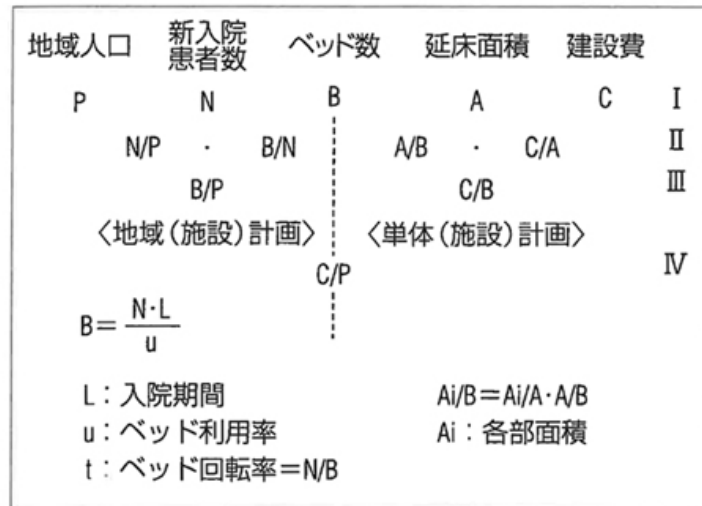 地域人口 新入院患者数 ベッド数 延床面積 建設費
P N B A C Ⅰ
N/P ・ B/N A/B ・ C/A Ⅱ
B/P C/B Ⅲ
〈地域(施設)計画〉 〈単体(施設)計画〉
C/P Ⅳ
B=N・L/u
L：入院期間 Ai/B=Ai/A・A/B
u：ベッド利用率 Ai：各部面積
t：ベッド回転率=N/B